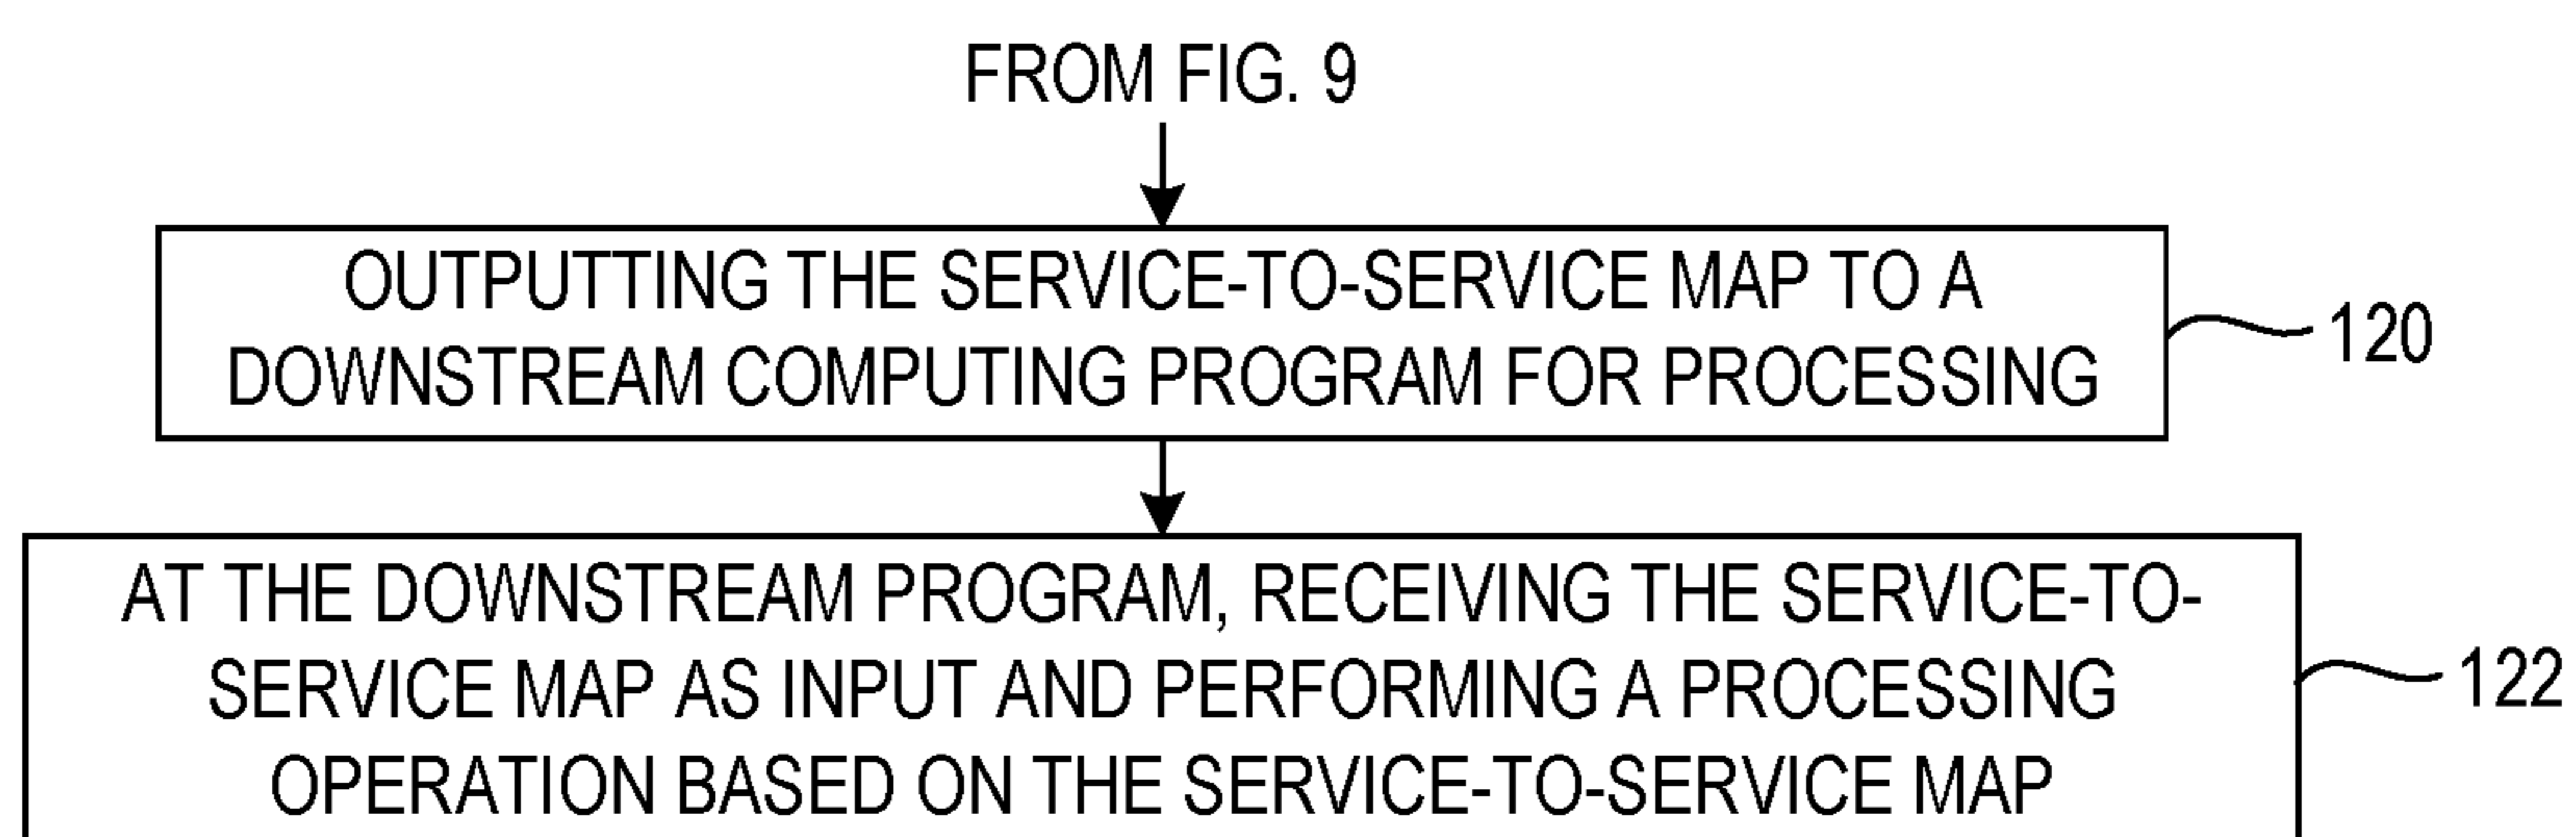 FROM FIG. 9
OUTPUTTING THE SERVICE-TO-SERVICE MAP TO A
DOWNSTREAM COMPUTING PROGRAM FOR PROCESSING
120
AT THE DOWNSTREAM PROGRAM, RECEIVING THE SERVICE-TO-
SERVICE MAP AS INPUT AND PERFORMING A PROCESSING
OPERATION BASED ON THE SERVICE-TO-SERVICE MAP
122